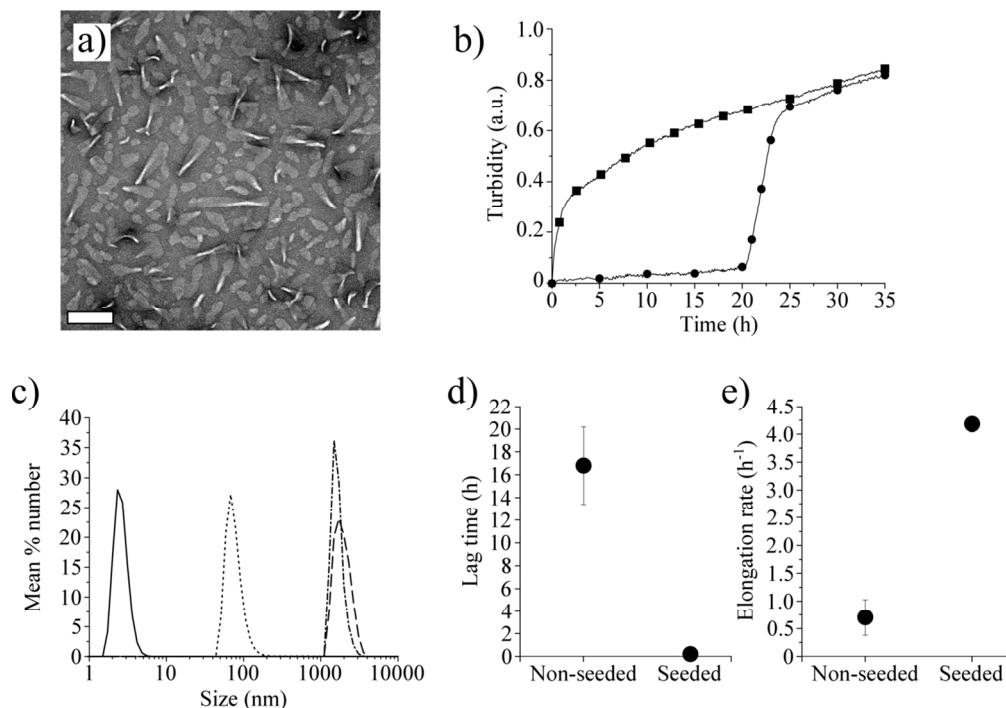 a)
b)
1.0
0.8
0.6
0.4
0.2
0
Turbidity (a.u.)
0 5 10 15 20 25 30 35
Time (h)
c)
40
35
30
25
20
15
10
5
0
Mean % number
1 10 100 1000 10000
Size (nm)
d)
22
20
18
16
14
12
10
8
6
4
2
0
Lag time (h)
Non-seeded Seeded
e)
4.5
4.0
3.5
3.0
2.5
2.0
1.5
1.0
0.5
Elongation rate (h⁻¹)
Non-seeded Seeded